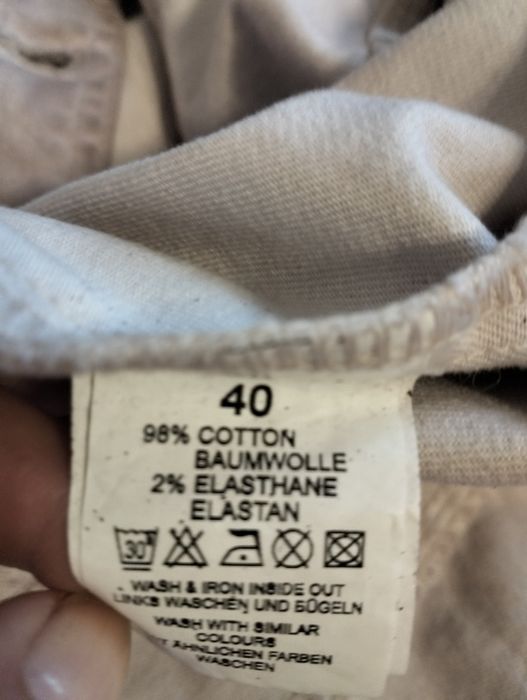 40
98% COTTON
BAUMWOLLE
2% ELASTHANE
ELASTAN
30°
WASH & IRON INSIDE OUT
LINKS WASCHEN UND BÜGELN
WASH WITH SIMILAR
COLOURS
ÄHNLICHEN FARBEN
WASCHEN